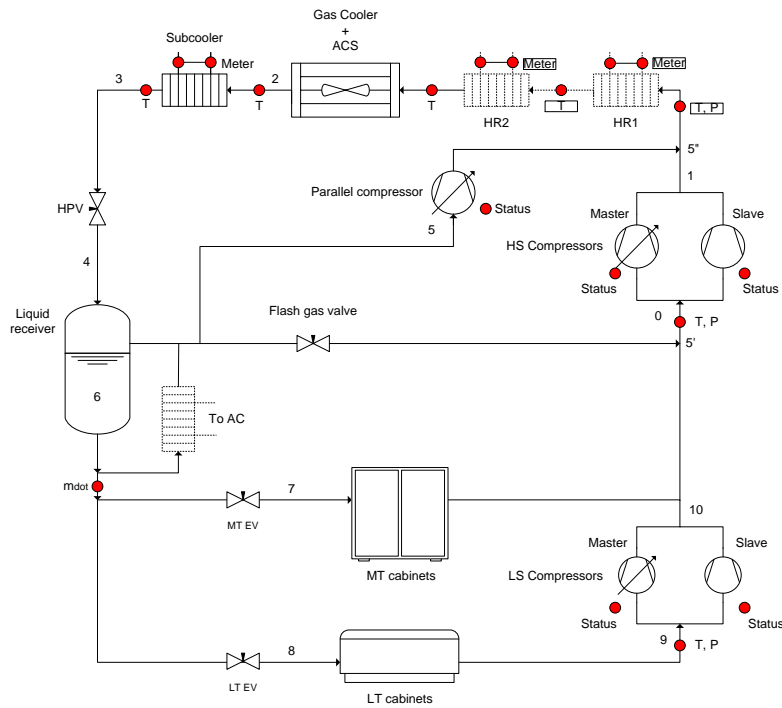 Gas Cooler
+
ACS
Subcooler
Meter
Meter
Meter
3
2
T
T
T
T
T, P
HR2
HR1
5"
1
Parallel compressor
5
Status
Master
Slave
HS Compressors
Status
Status
HPV
4
Liquid
receiver
Flash gas valve
0
T, P
5'
6
To AC
mdot
7
MT EV
MT cabinets
10
Master
Slave
LS Compressors
Status
Status
9
T, P
8
LT EV
LT cabinets